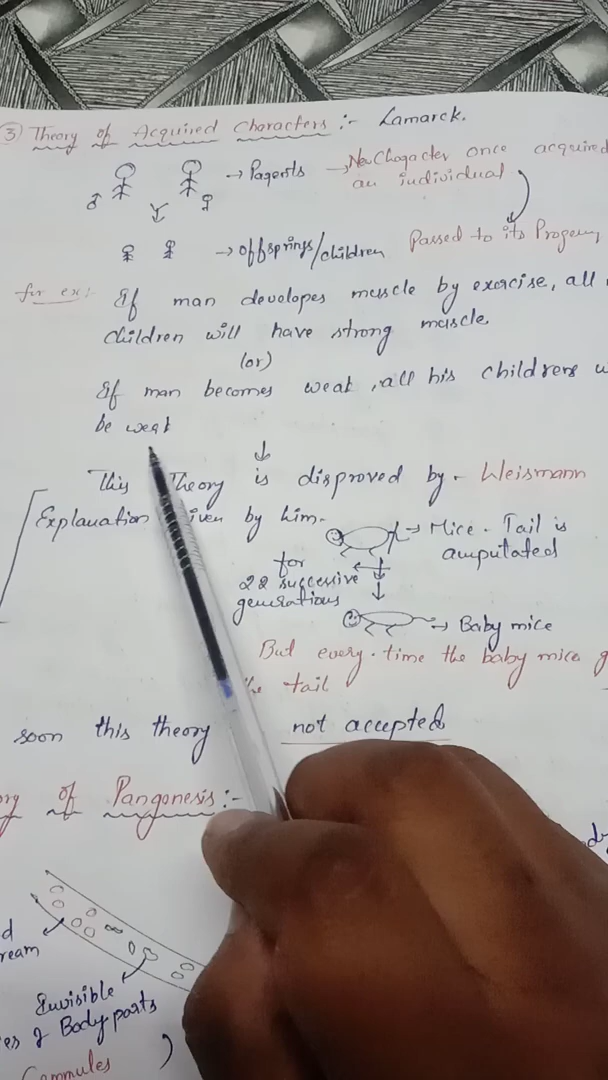 ③ Theory of Acquired Characters :- Lamarck.
♂ ♀ → Parents → New Character once acquired
an individual
→ offsprings/children Passed to its Progeny
for ex:- If man developes muscle by exercise, all
children will have strong muscle.
(or)
If man becomes weak, all his childrens
be weak
↓
This Theory is disproved by - Weismann
Explanation given by him.
→ Mice - Tail is
amputated
for
22 successive
generations
→ Baby mice
But every time the baby mice
tail
soon this theory not accepted
of Pangenesis :-
Invisible
of Body parts
Gemmules